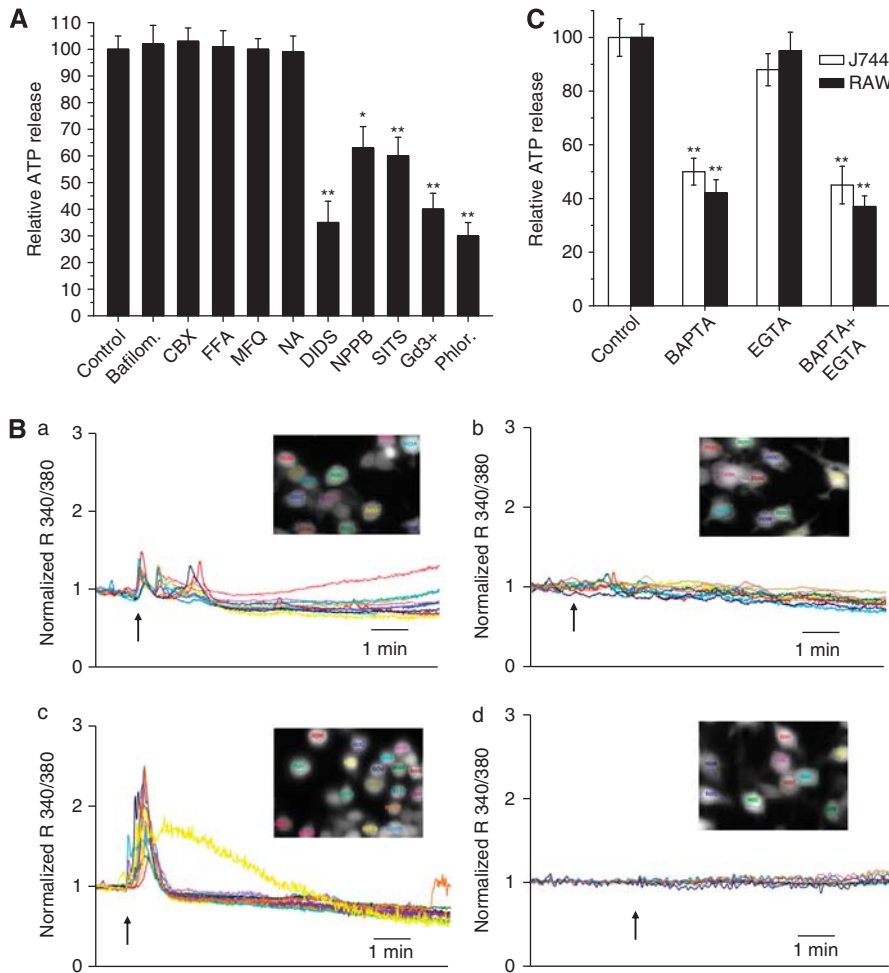 A
Relative ATP release
110
100
90
80
70
60
50
40
30
20
10
0
** * ** ** **
Control Bafilom. CBX FFA MFQ NA DIDS NPPB SITS Gd3+ Phlor.
C
Relative ATP release
100
80
60
40
20
0
J744
RAW
** ** ** **
Control BAPTA EGTA BAPTA+
EGTA
B a
Normalized R 340/380
3
2
1
0
1 min
b
Normalized R 340/380
3
2
1
0
1 min
c
Normalized R 340/380
3
2
1
0
1 min
d
Normalized R 340/380
3
2
1
0
1 min